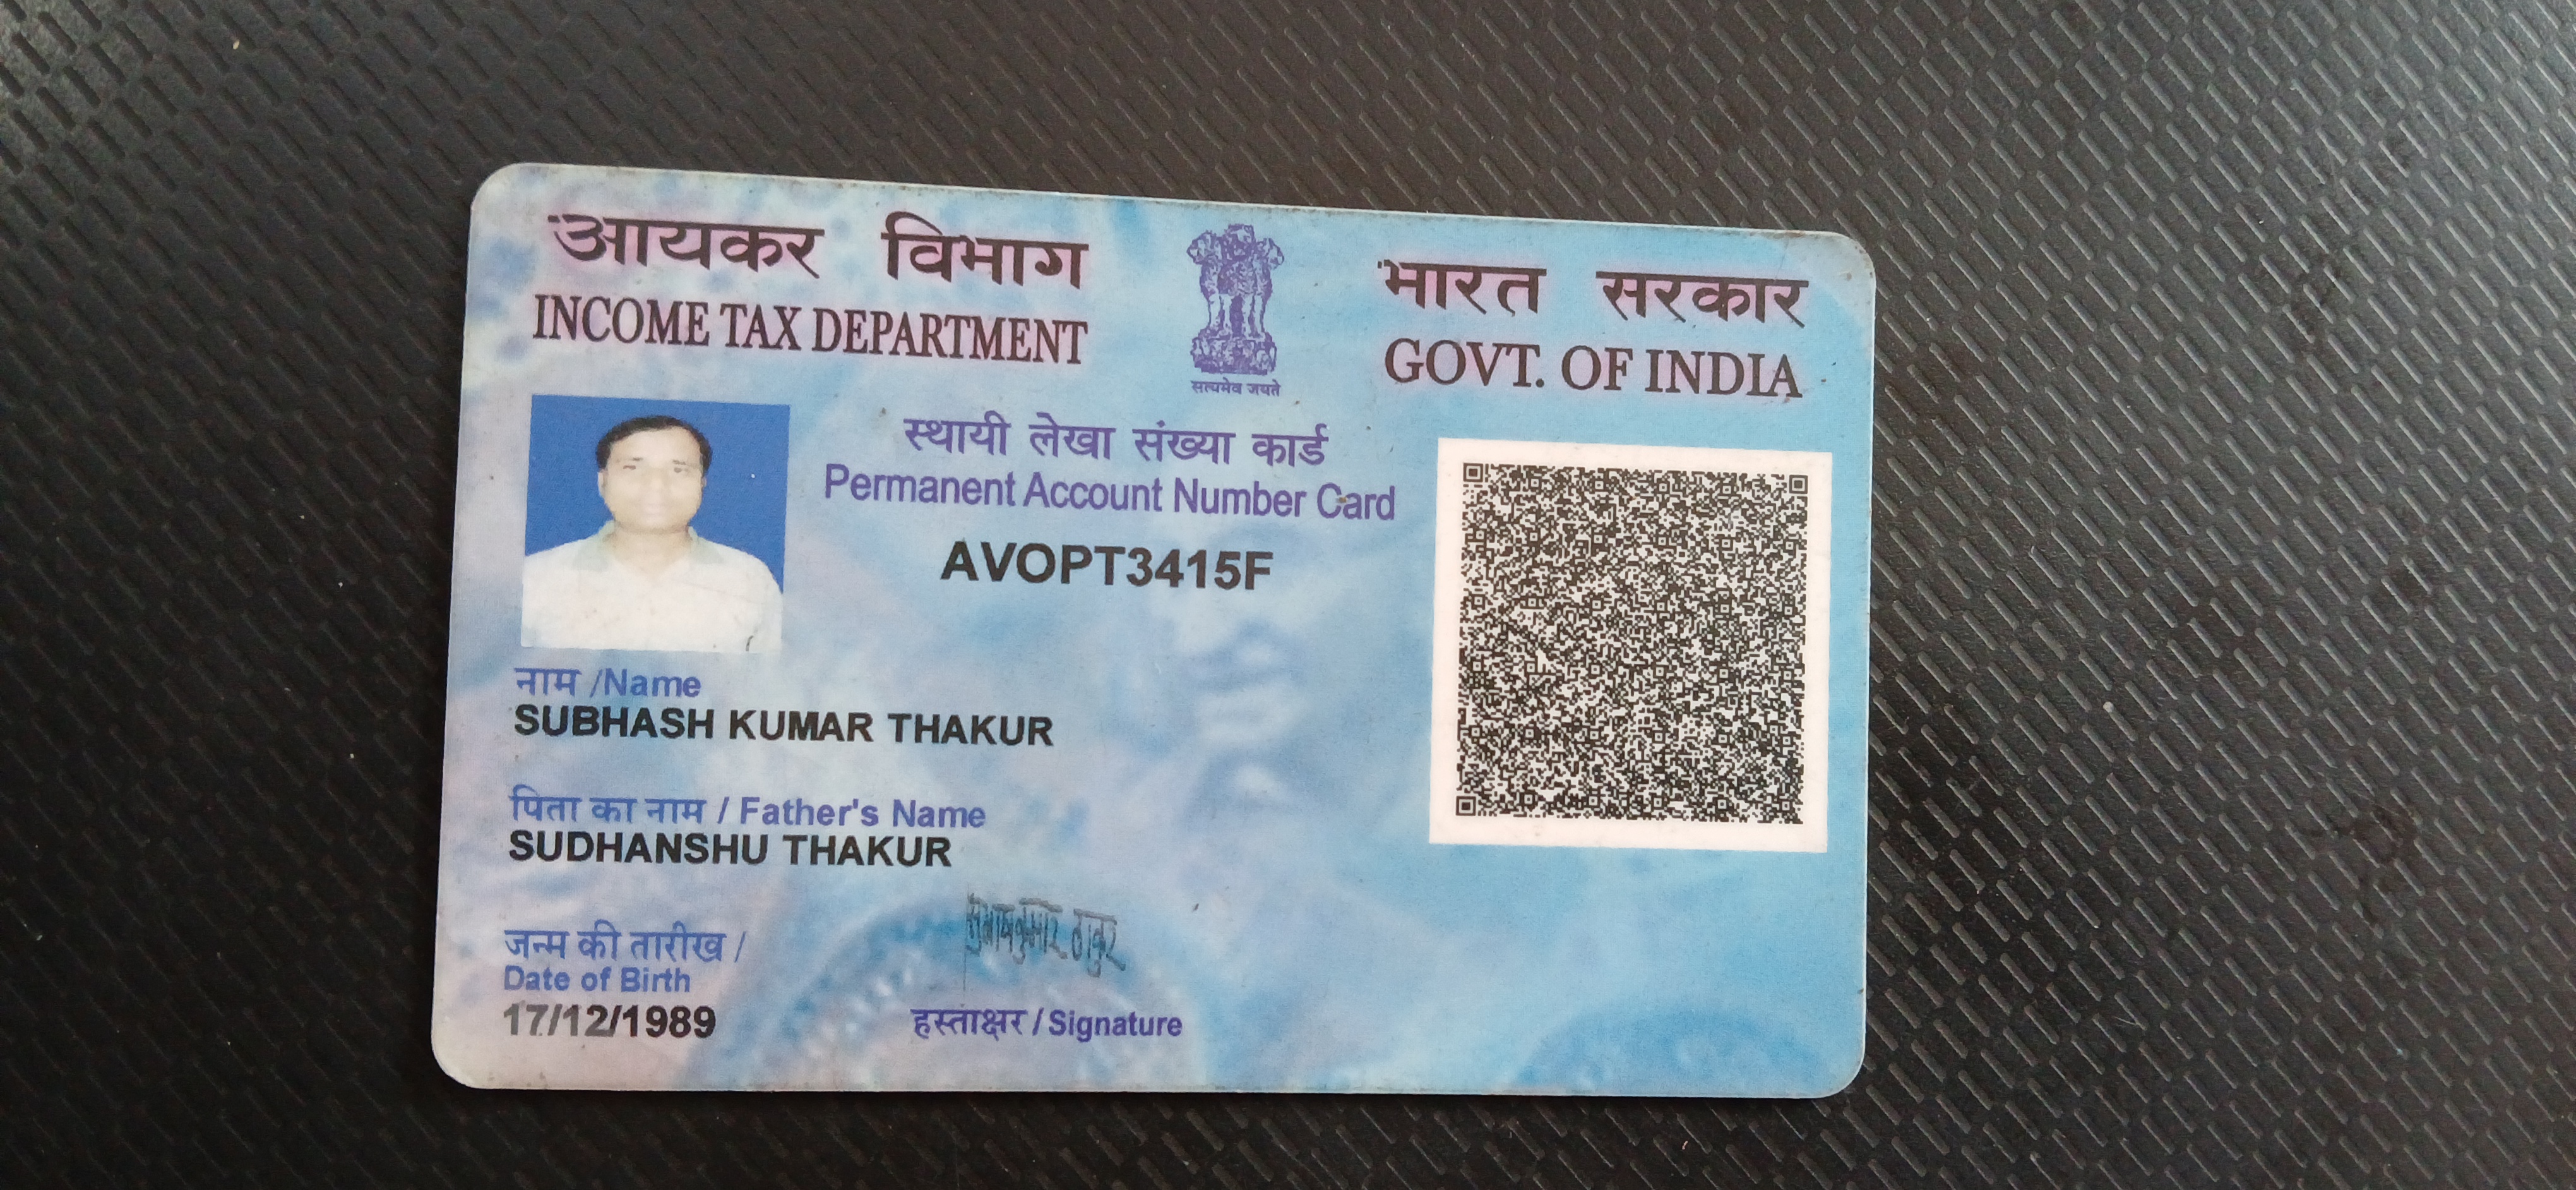 आयकर विभाग
INCOME TAX DEPARTMENT
सत्यमेव जयते
भारत सरकार
GOVT. OF INDIA
स्थायी लेखा संख्या कार्ड
Permanent Account Number Card
AVOPT3415F
नाम /Name
SUBHASH KUMAR THAKUR
पिता का नाम / Father's Name
SUDHANSHU THAKUR
जन्म की तारीख /
Date of Birth
17/12/1989
सुभाष कुमार ठाकुर
हस्ताक्षर / Signature